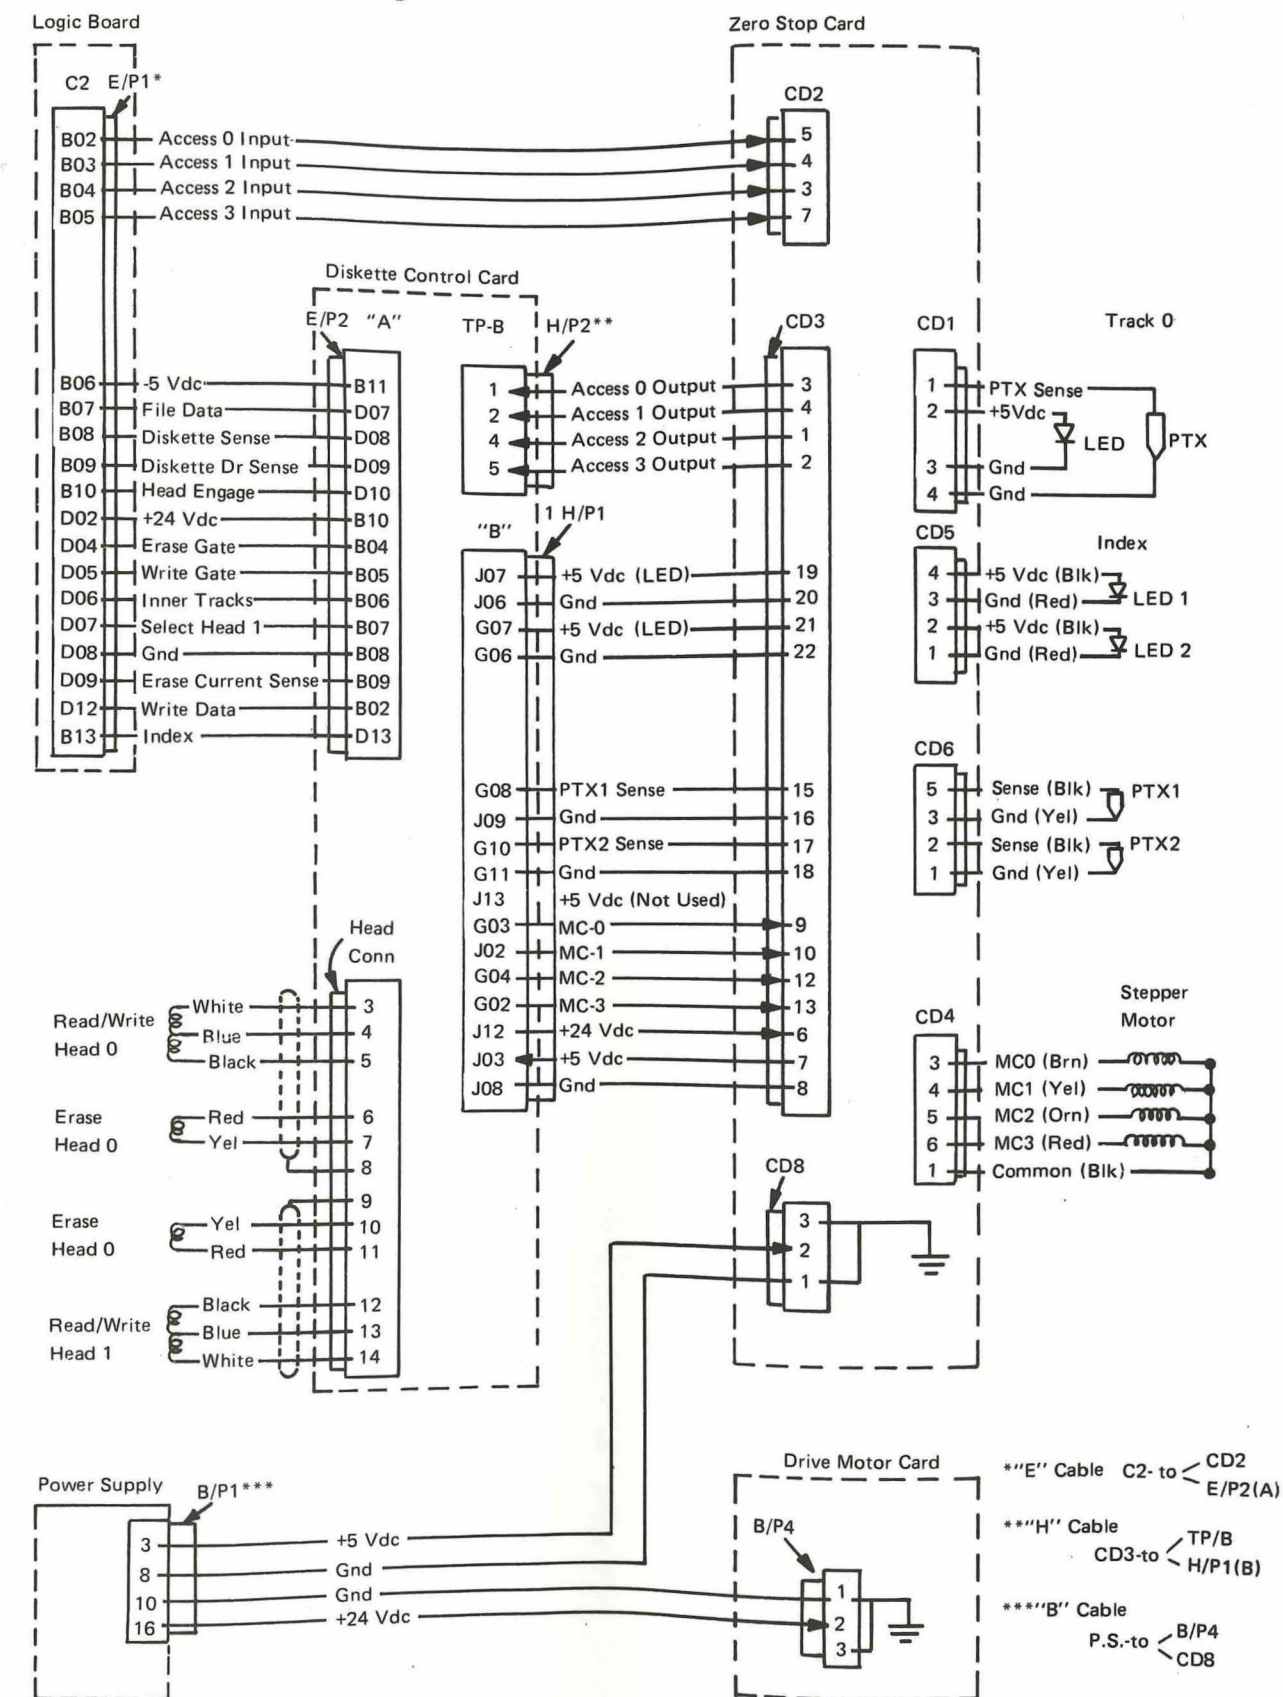 Logic Board
Zero Stop Card
C2 E/P1*
CD2
B02 Access 0 Input 5
B03 Access 1 Input 4
B04 Access 2 Input 3
B05 Access 3 Input 7
Diskette Control Card
E/P2 "A" TP-B H/P2** CD3 CD1 Track 0
B06 -5 Vdc B11
B07 File Data D07
B08 Diskette Sense D08
B09 Diskette Dr Sense D09
B10 Head Engage D10
D02 +24 Vdc B10
D04 Erase Gate B04
D05 Write Gate B05
D06 Inner Tracks B06
D07 Select Head 1 B07
D08 Gnd B08
D09 Erase Current Sense B09
D12 Write Data B02
B13 Index D13
1 Access 0 Output 3
2 Access 1 Output 4
4 Access 2 Output 1
5 Access 3 Output 2
1 PTX Sense
2 +5Vdc
LED PTX
3 Gnd
4 Gnd
"B" 1 H/P1
J07 +5 Vdc (LED) 19
J06 Gnd 20
G07 +5 Vdc (LED) 21
G06 Gnd 22
G08 PTX1 Sense 15
J09 Gnd 16
G10 PTX2 Sense 17
G11 Gnd 18
J13 +5 Vdc (Not Used)
G03 MC-0 9
J02 MC-1 10
G04 MC-2 12
G02 MC-3 13
J12 +24 Vdc 6
J03 +5 Vdc 7
J08 Gnd 8
CD5 Index
4 +5 Vdc (Blk)
3 Gnd (Red) LED 1
2 +5 Vdc (Blk)
1 Gnd (Red) LED 2
CD6
5 Sense (Blk) PTX1
3 Gnd (Yel)
2 Sense (Blk) PTX2
1 Gnd (Yel)
Head
Conn
Read/Write
Head 0
White 3
Blue 4
Black 5
Erase
Head 0
Red 6
Yel 7
8
9
Erase
Head 0
Yel 10
Red 11
Read/Write
Head 1
Black 12
Blue 13
White 14
Stepper
Motor
CD4
3 MC0 (Brn)
4 MC1 (Yel)
5 MC2 (Orn)
6 MC3 (Red)
1 Common (Blk)
CD8
3
2
1
Power Supply
B/P1***
3 +5 Vdc
8 Gnd
10 Gnd
16 +24 Vdc
Drive Motor Card
B/P4
1
2
3
*"E" Cable C2- to CD2
E/P2(A)
**"H" Cable
CD3-to TP/B
H/P1(B)
***"B" Cable
P.S.-to B/P4
CD8